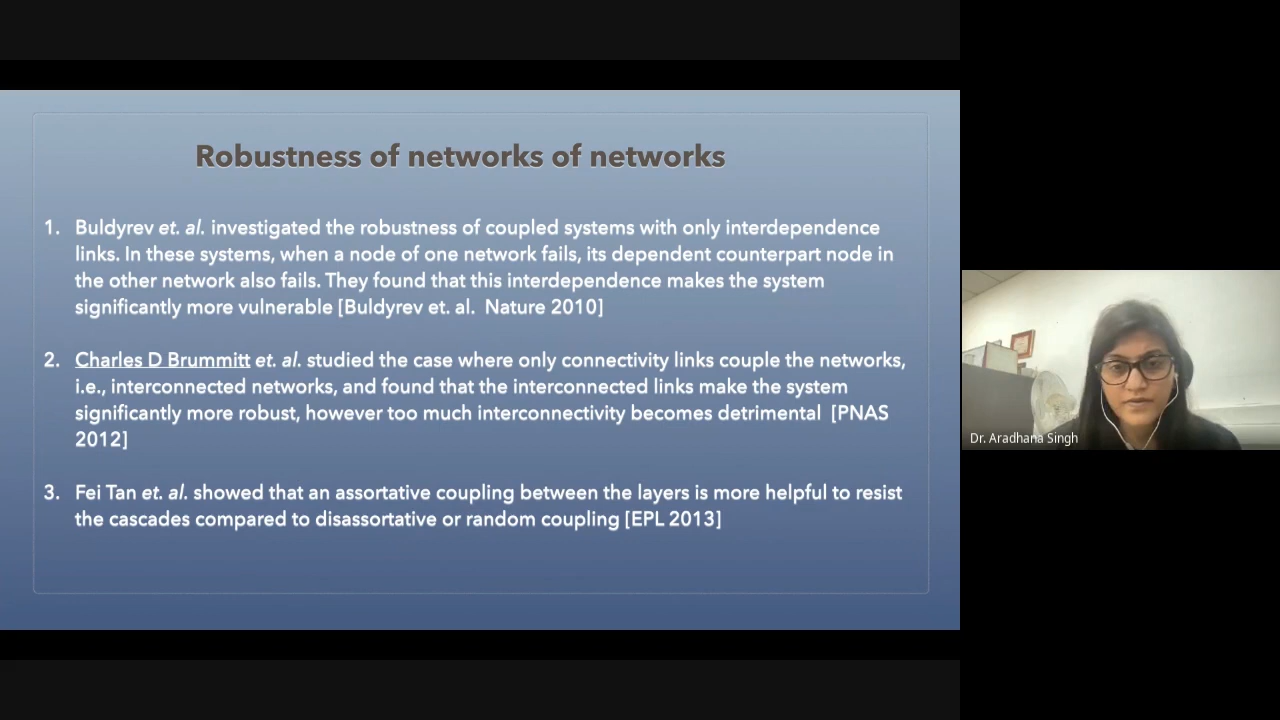 Robustness of networks of networks
1. Buldyrev et. al. investigated the robustness of coupled systems with only interdependence
links. In these systems, when a node of one network fails, its dependent counterpart node in
the other network also fails. They found that this interdependence makes the system
significantly more vulnerable [Buldyrev et. al. Nature 2010]
2. Charles D Brummitt et. al. studied the case where only connectivity links couple the networks,
i.e., interconnected networks, and found that the interconnected links make the system
significantly more robust, however too much interconnectivity becomes detrimental [PNAS
2012]
3. Fei Tan et. al. showed that an assortative coupling between the layers is more helpful to resist
the cascades compared to disassortative or random coupling [EPL 2013]
Dr. Aradhana Singh